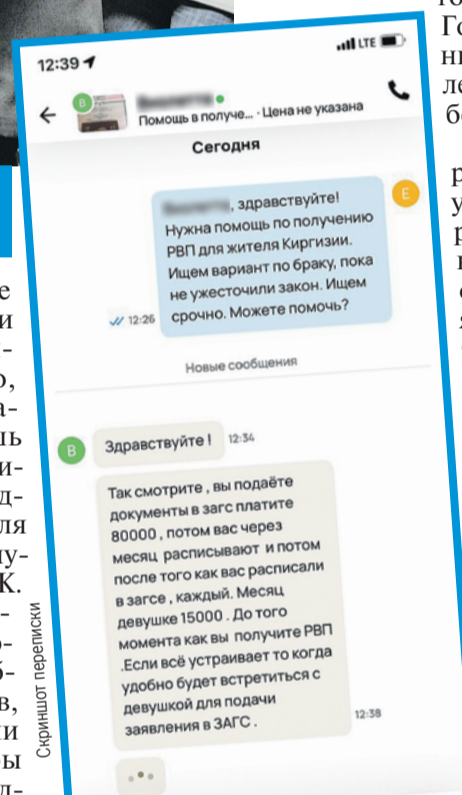 12:39
LTE
В
Помощь в получе... · Цена не указана
Сегодня
, здравствуйте!
Нужна помощь по получению
РВП для жителя Киргизии.
Ищем вариант по браку, пока
не ужесточили закон. Ищем
срочно. Можете помочь?
12:26
Е
Новые сообщения
В
Здравствуйте !
12:34
Так смотрите , вы подаёте
документы в загс платите
80000 , потом вас через
месяц расписывают и потом
после того как вас расписали
в загсе , каждый. Месяц
девушке 15000 . До того
момента как вы получите РВП
.Если всё устраивает то когда
удобно будет встретиться с
девушкой для подачи
заявления в ЗАГС .
12:38
Скриншот переписки